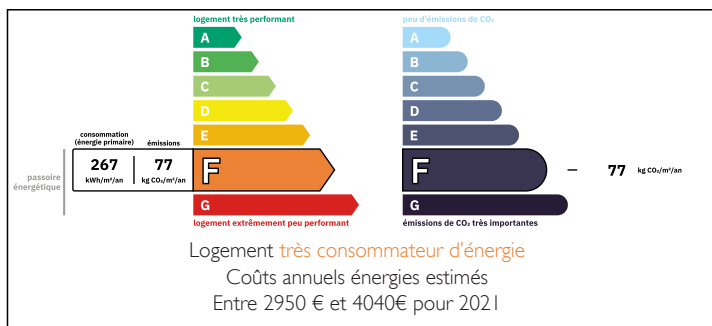 logement très performant
A
B
C
D
E
consommation
(énergie primaire)
émissions
267
kWh/m²/an
77
kg CO₂/m²/an
F
passoire
énergétique
G
logement extrêmement peu performant
peu d'émissions de CO₂
A
B
C
D
E
F
77 kg CO₂/m²/an
G
émissions de CO₂ très importantes
Logement très consommateur d'énergie
Coûts annuels énergies estimés
Entre 2950 € et 4040€ pour 2021